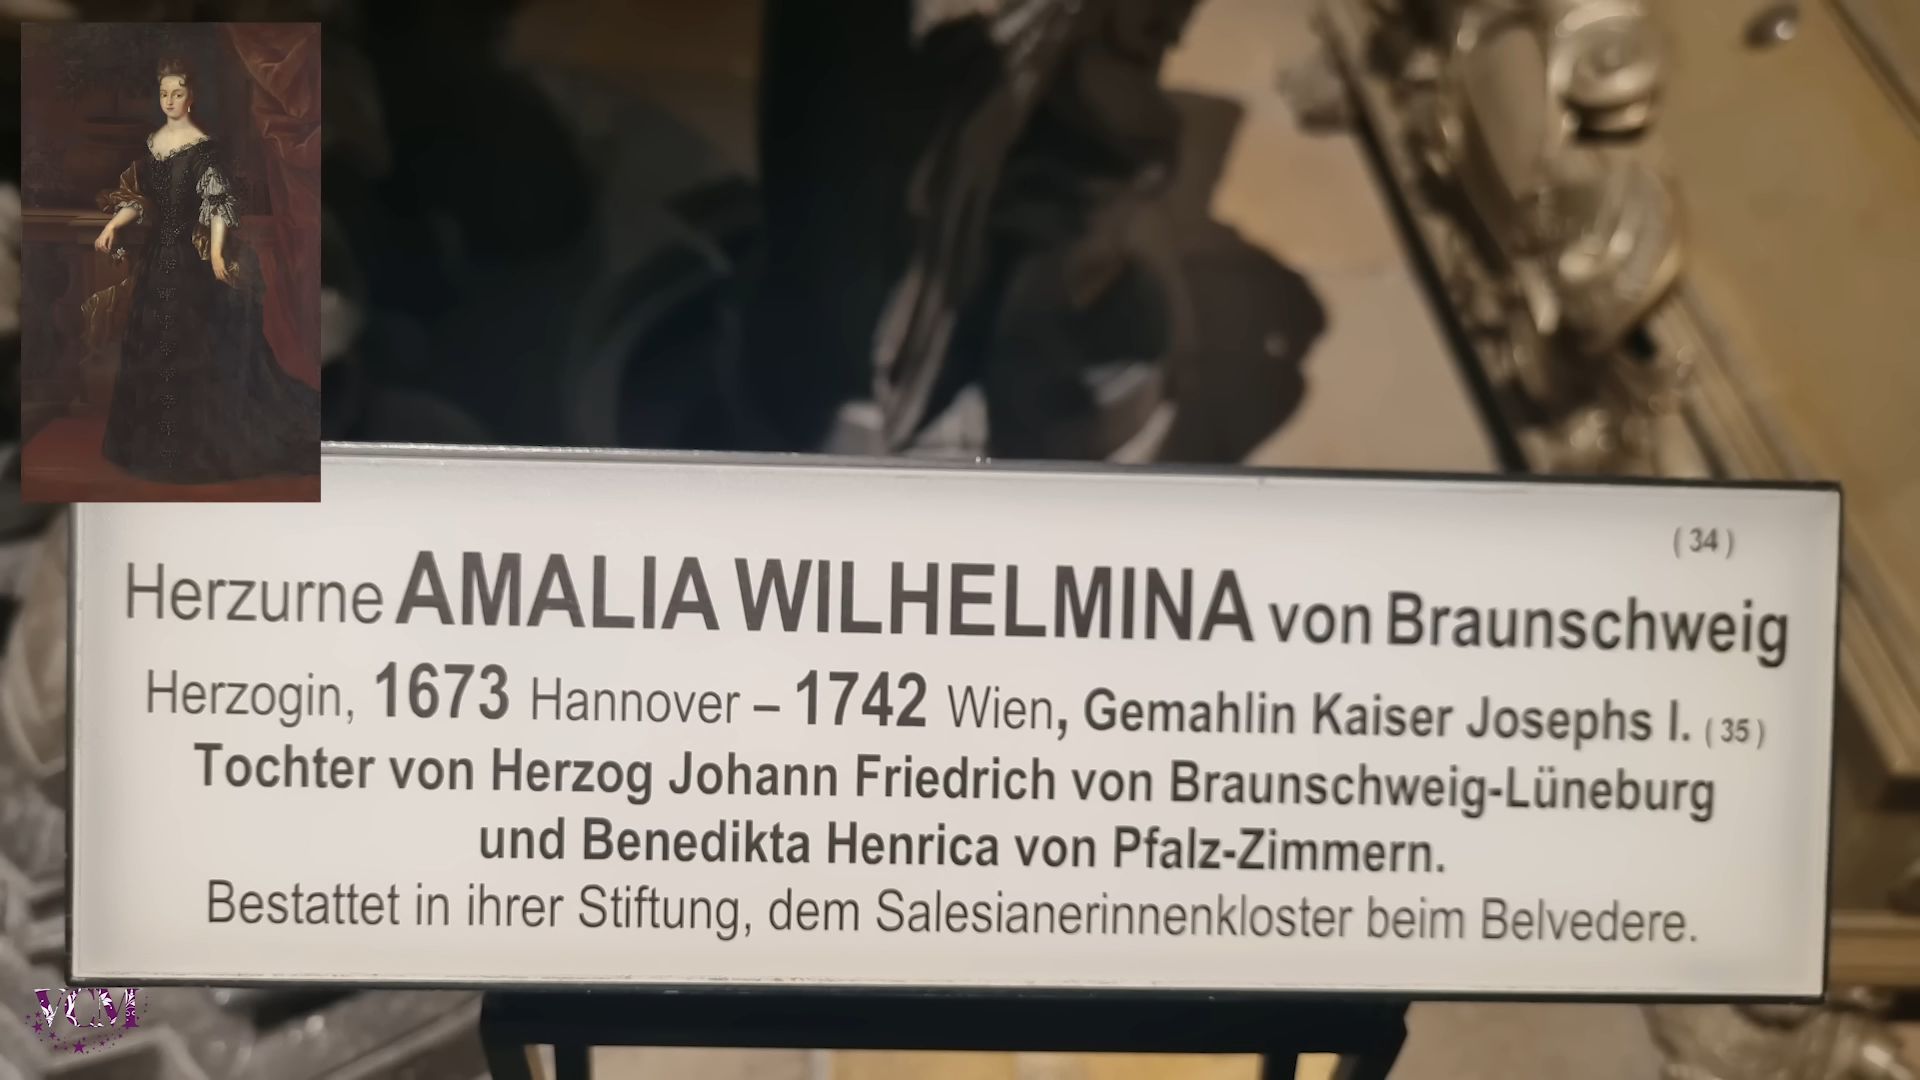 (34)
Herzurne AMALIA WILHELMINA von Braunschweig
Herzogin, 1673 Hannover – 1742 Wien, Gemahlin Kaiser Josephs I. (35)
Tochter von Herzog Johann Friedrich von Braunschweig-Lüneburg
und Benedikta Henrica von Pfalz-Zimmern.
Bestattet in ihrer Stiftung, dem Salesianerinnenkloster beim Belvedere.
VCM